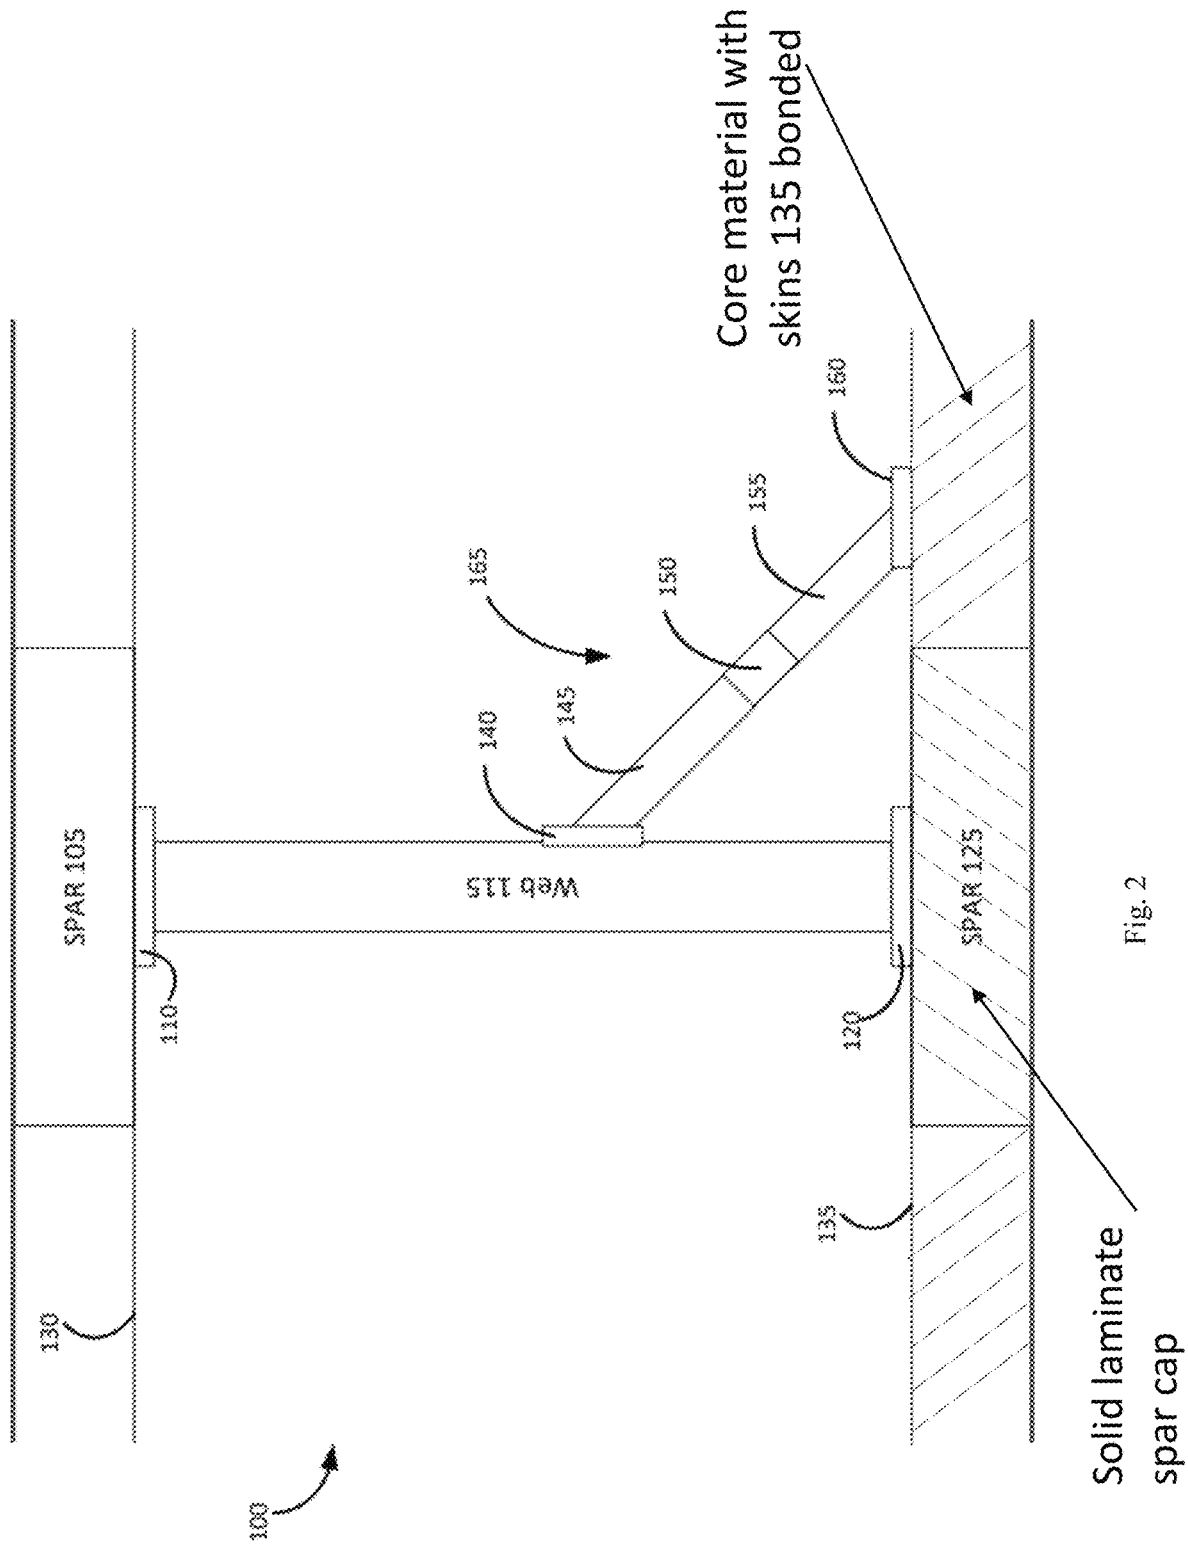 Core material with
skins 135 bonded
160
155
150
165
145
140
SPAR 105
Web 115
SPAR 125
110
120
135
130
100
Solid laminate
spar cap
Fig. 2